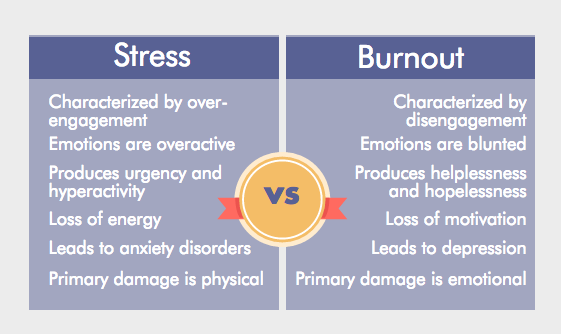 Stress
Characterized by over-
engagement
Emotions are overactive
Produces urgency and
hyperactivity
Loss of energy
Leads to anxiety disorders
Primary damage is physical
vs
Burnout
Characterized by
disengagement
Emotions are blunted
Produces helplessness
and hopelessness
Loss of motivation
Leads to depression
Primary damage is emotional